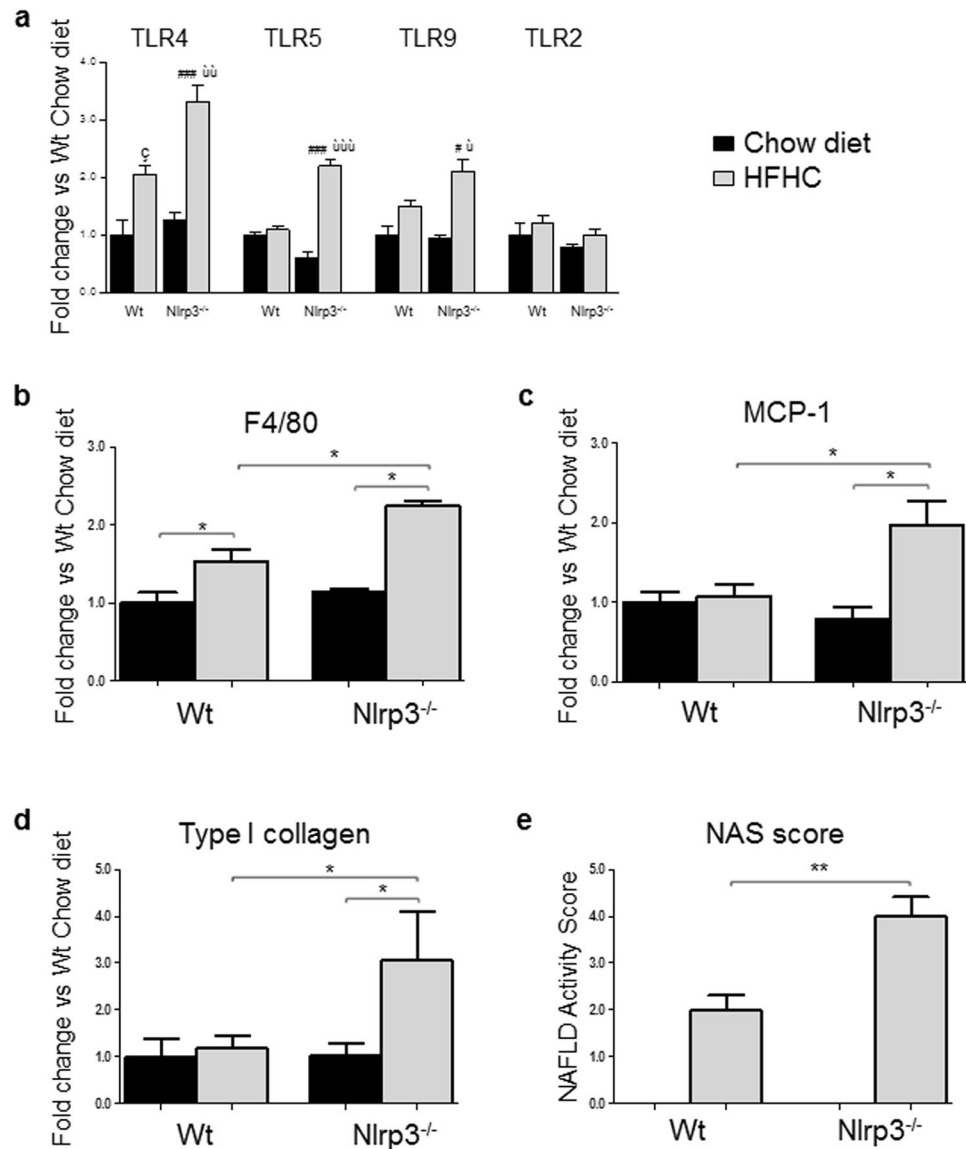 a
TLR4 TLR5 TLR9 TLR2
Fold change vs Wt Chow diet
4.0
3.0
2.0
1.0
0.0
ç
### ùù
### ùùù
# ù
Wt Nlrp3-/- Wt Nlrp3-/- Wt Nlrp3-/- Wt Nlrp3-/-
Chow diet
HFHC
b
F4/80
Fold change vs Wt Chow diet
3.0
2.0
1.0
0.0
*
*
*
Wt Nlrp3-/-
c
MCP-1
Fold change vs Wt Chow diet
3.0
2.0
1.0
0.0
*
*
Wt Nlrp3-/-
d
Type I collagen
Fold change vs Wt Chow diet
5.0
4.0
3.0
2.0
1.0
0.0
*
*
Wt Nlrp3-/-
e
NAS score
NAFLD Activity Score
5.0
4.0
3.0
2.0
1.0
0.0
**
Wt Nlrp3-/-